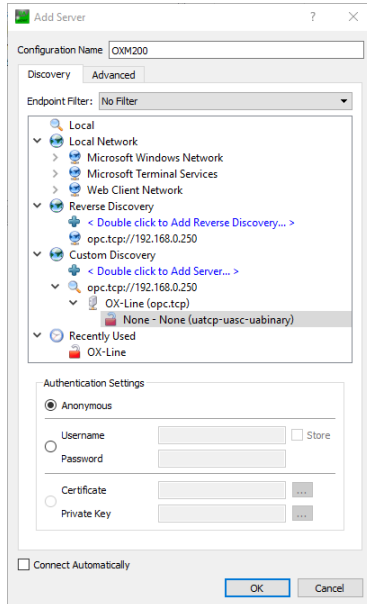 Add Server
Configuration Name OXM200
Discovery Advanced
Endpoint Filter: No Filter
Local
Local Network
Microsoft Windows Network
Microsoft Terminal Services
Web Client Network
Reverse Discovery
< Double click to Add Reverse Discovery... >
opc.tcp://192.168.0.250
Custom Discovery
< Double click to Add Server... >
opc.tcp://192.168.0.250
OX-Line (opc.tcp)
None - None (uatcp-uasc-uabinary)
Recently Used
OX-Line
Authentication Settings
Anonymous
Username Store
Password
Certificate ...
Private Key ...
Connect Automatically
OK Cancel